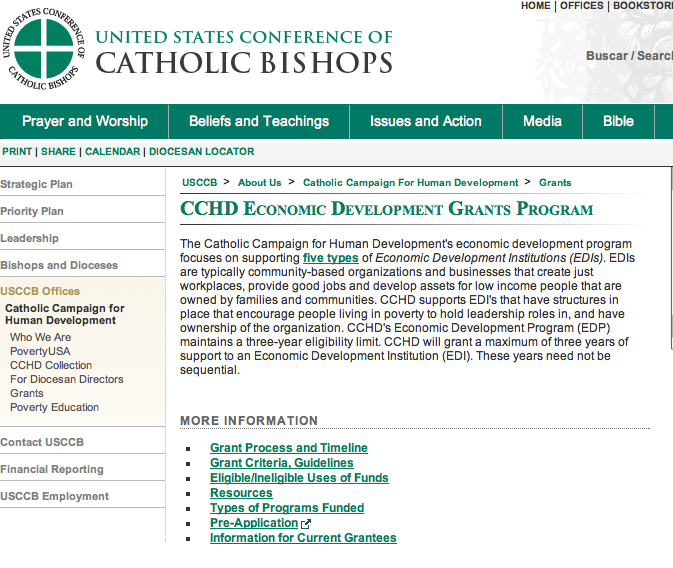 HOME | OFFICES |
UNITED STATES CONFERENCE OF CATHOLIC BISHOPS
UNITED STATES CONFERENCE OF
CATHOLIC BISHOPS
Buscar /
Prayer and Worship
Beliefs and Teachings
Issues and Action
Media
Bible
PRINT | SHARE | CALENDAR | DIOCESAN LOCATOR
Strategic Plan
Priority Plan
Leadership
Bishops and Dioceses
USCCB Offices
Catholic Campaign for
Human Development
Who We Are
PovertyUSA
CCHD Collection
For Diocesan Directors
Grants
Poverty Education
Contact USCCB
Financial Reporting
USCCB Employment
USCCB > About Us > Catholic Campaign For Human Development > Grants
CCHD ECONOMIC DEVELOPMENT GRANTS PROGRAM
The Catholic Campaign for Human Development's economic development program
focuses on supporting five types of Economic Development Institutions (EDIs). EDIs
are typically community-based organizations and businesses that create just
workplaces, provide good jobs and develop assets for low income people that are
owned by families and communities. CCHD supports EDI's that have structures in
place that encourage people living in poverty to hold leadership roles in, and have
ownership of the organization. CCHD's Economic Development Program (EDP)
maintains a three-year eligibility limit. CCHD will grant a maximum of three years of
support to an Economic Development Institution (EDI). These years need not be
sequential.
MORE INFORMATION
Grant Process and Timeline
Grant Criteria, Guidelines
Eligible/Ineligible Uses of Funds
Resources
Types of Programs Funded
Pre-Application
Information for Current Grantees